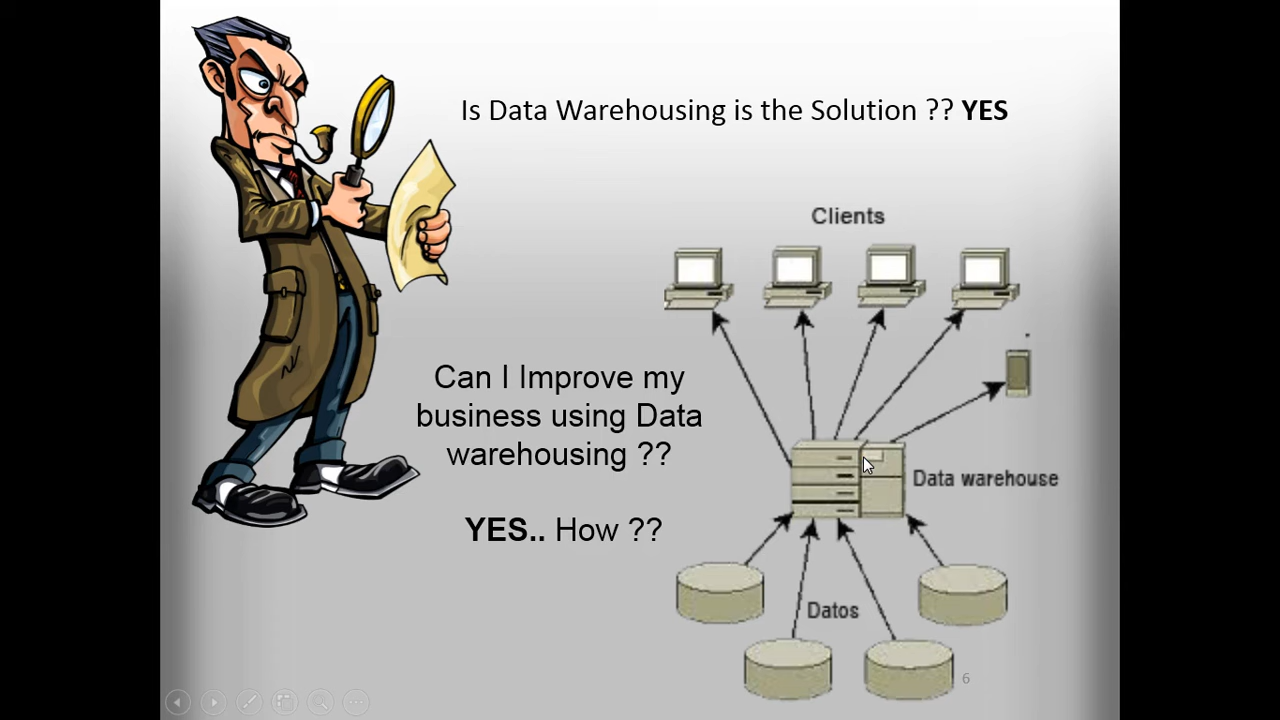 Is Data Warehousing is the Solution ?? YES
Clients
Can I Improve my
business using Data
warehousing ??
YES.. How ??
Data warehouse
Datos
6